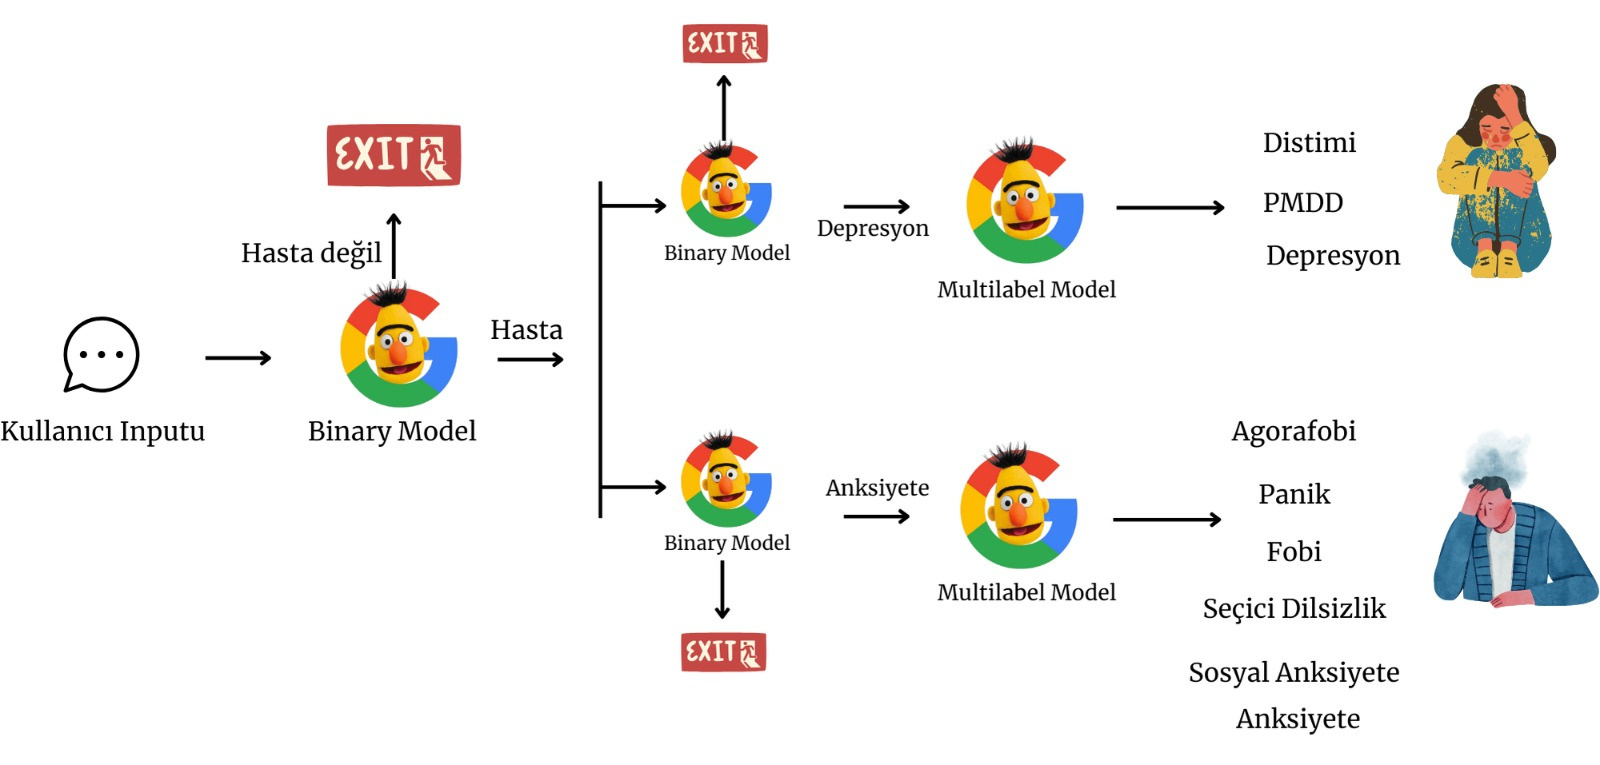 EXIT
EXIT
Hasta değil
Hasta
Kullanıcı Inputu
Binary Model
Binary Model
Depresyon
Multilabel Model
Distimi
PMDD
Depresyon
Binary Model
Anksiyete
Multilabel Model
Agorafobi
Panik
Fobi
Seçici Dilsizlik
Sosyal Anksiyete
Anksiyete
EXIT